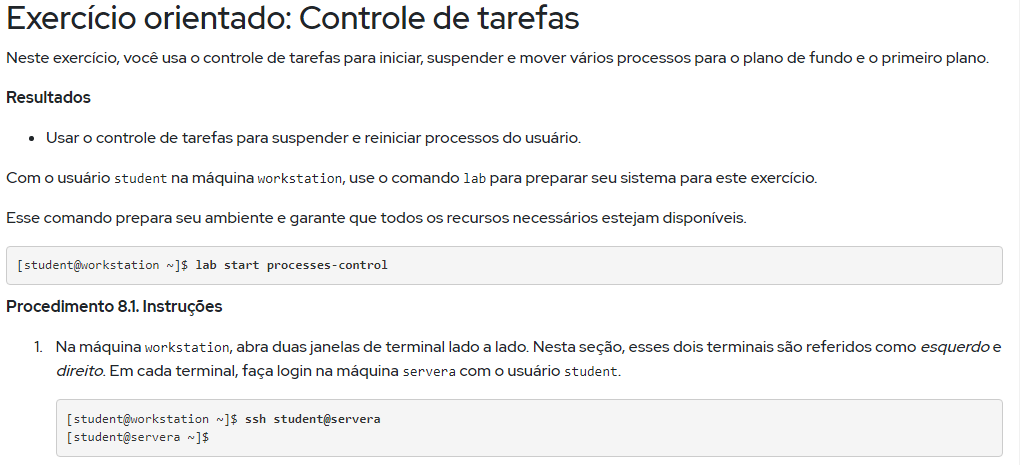 Exercício orientado: Controle de tarefas
Neste exercício, você usa o controle de tarefas para iniciar, suspender e mover vários processos para o plano de fundo e o primeiro plano.
Resultados
• Usar o controle de tarefas para suspender e reiniciar processos do usuário.
Com o usuário student na máquina workstation, use o comando lab para preparar seu sistema para este exercício.
Esse comando prepara seu ambiente e garante que todos os recursos necessários estejam disponíveis.
[student@workstation ~]$ lab start processes-control
Procedimento 8.1. Instruções
1. Na máquina workstation, abra duas janelas de terminal lado a lado. Nesta seção, esses dois terminais são referidos como esquerdo e
direito. Em cada terminal, faça login na máquina servera com o usuário student.
[student@workstation ~]$ ssh student@servera
[student@servera ~]$